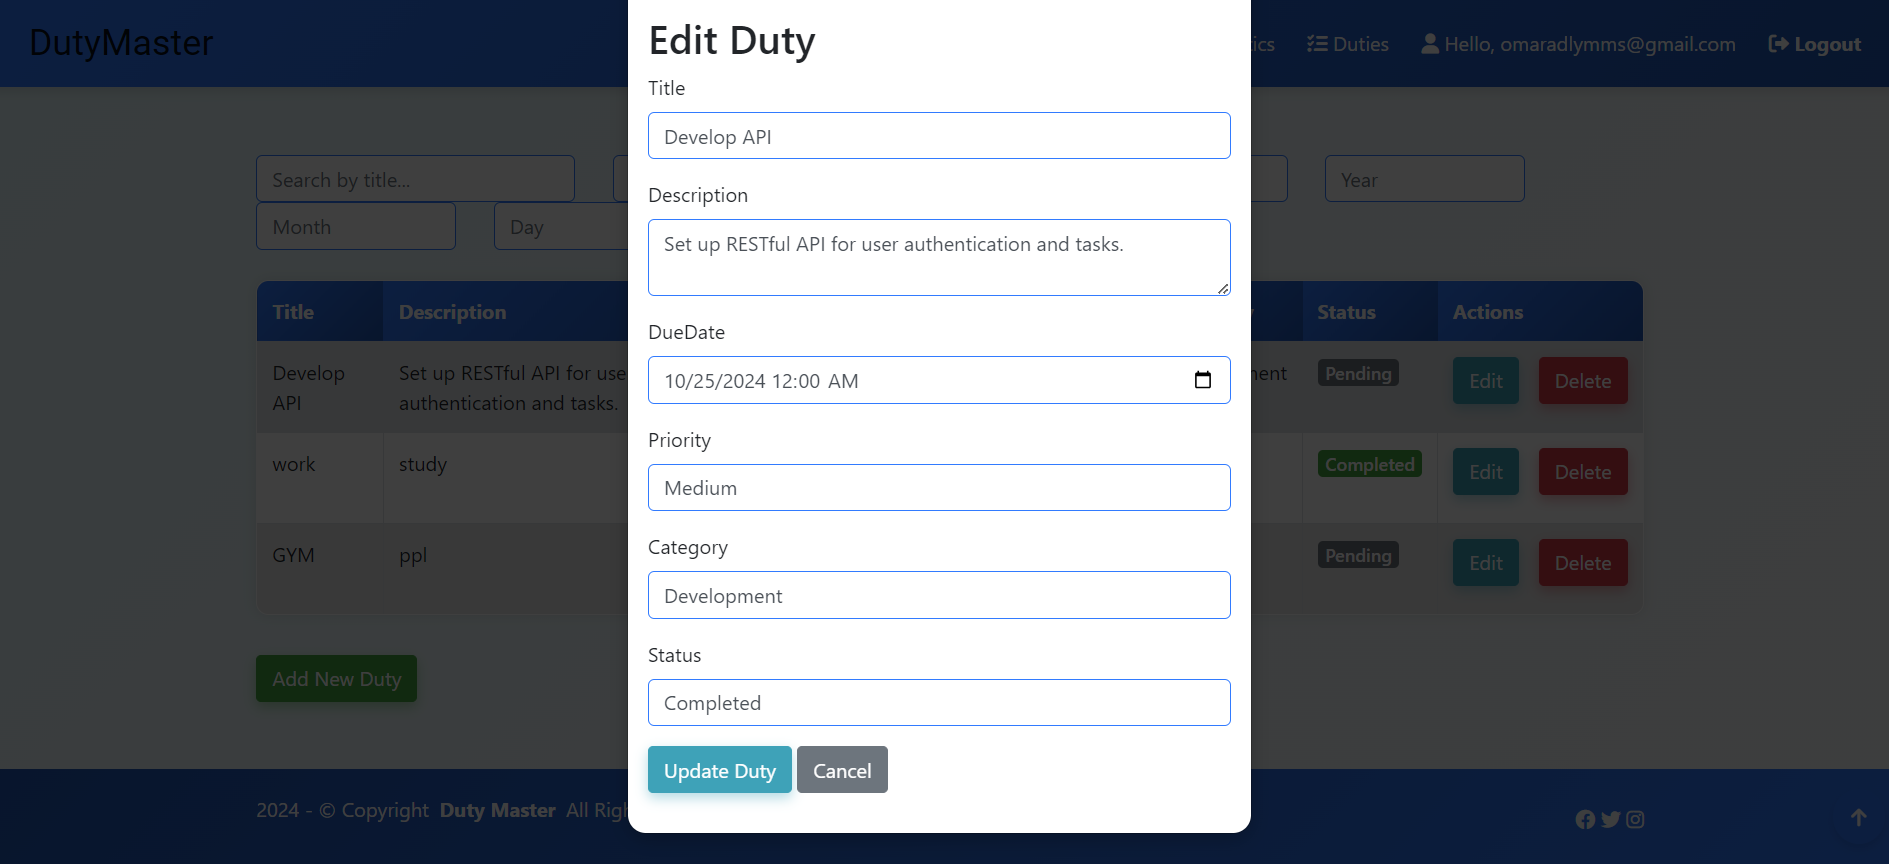 DutyMaster
Duties
Hello, omaradlymms@gmail.com
Logout
Edit Duty
Title
Develop API
Description
Set up RESTful API for user authentication and tasks.
DueDate
10/25/2024 12:00 AM
Priority
Medium
Category
Development
Status
Completed
Update Duty Cancel
Search by title...
Year
Month
Day
Title Description Status Actions
Develop API
Set up RESTful API for use
authentication and tasks.
Pending Edit Delete
work study Completed Edit Delete
GYM ppl Pending Edit Delete
Add New Duty
2024 - © Copyright Duty Master All